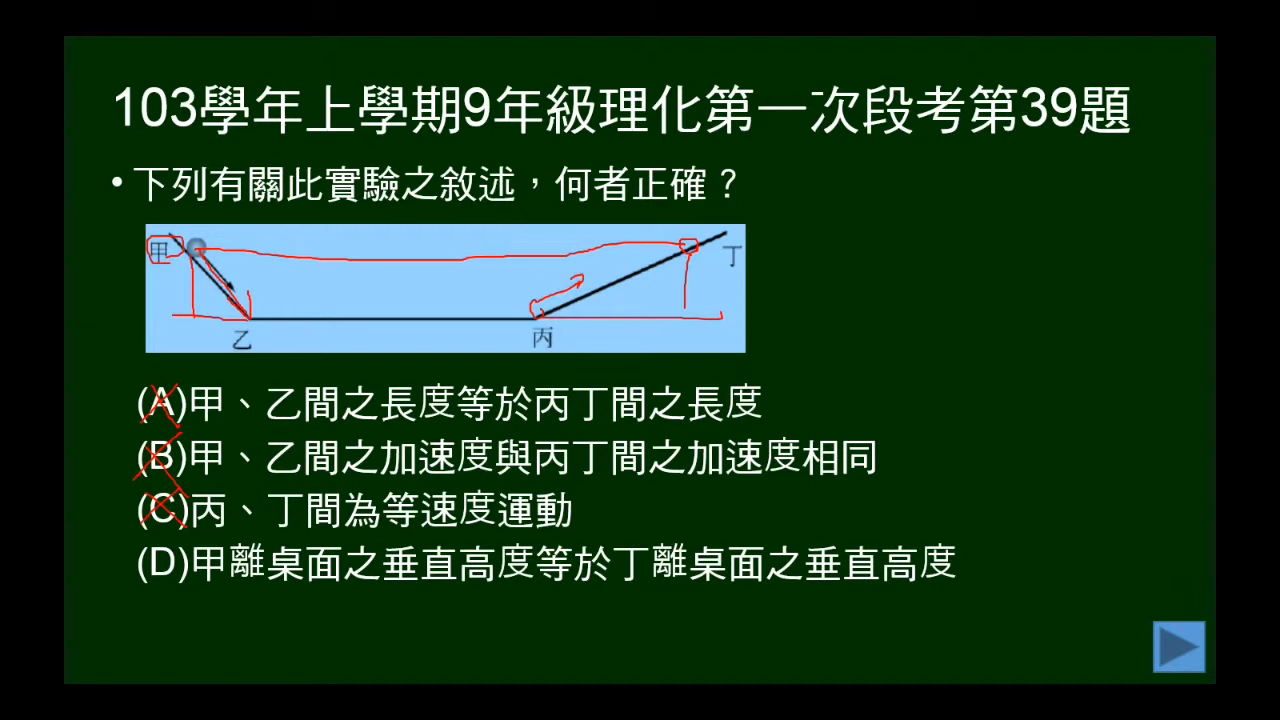 103學年上學期9年級理化第一次段考第39題
•下列有關此實驗之敘述，何者正確？
甲 丁
乙 丙
(A)甲、乙間之長度等於丙丁間之長度
(B)甲、乙間之加速度與丙丁間之加速度相同
(C)丙、丁間為等速度運動
(D)甲離桌面之垂直高度等於丁離桌面之垂直高度